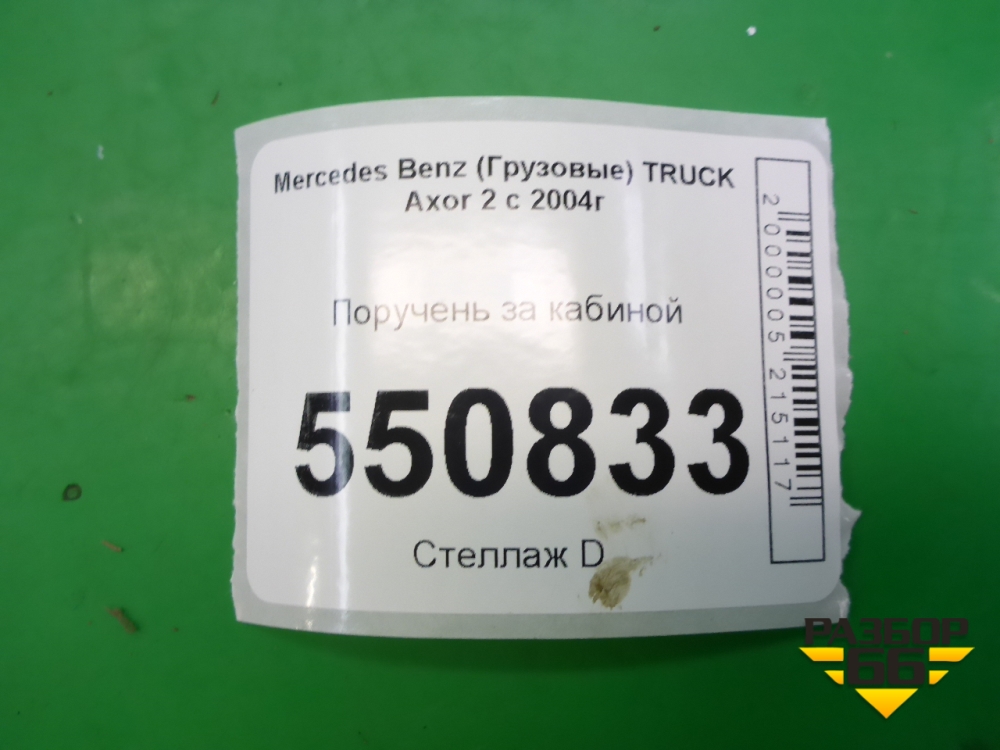 Mercedes Benz (Грузовые) TRUCK
Axor 2 с 2004г
Поручень за кабиной
550833
Стеллаж D
2000005215117
РАЗБОР
66